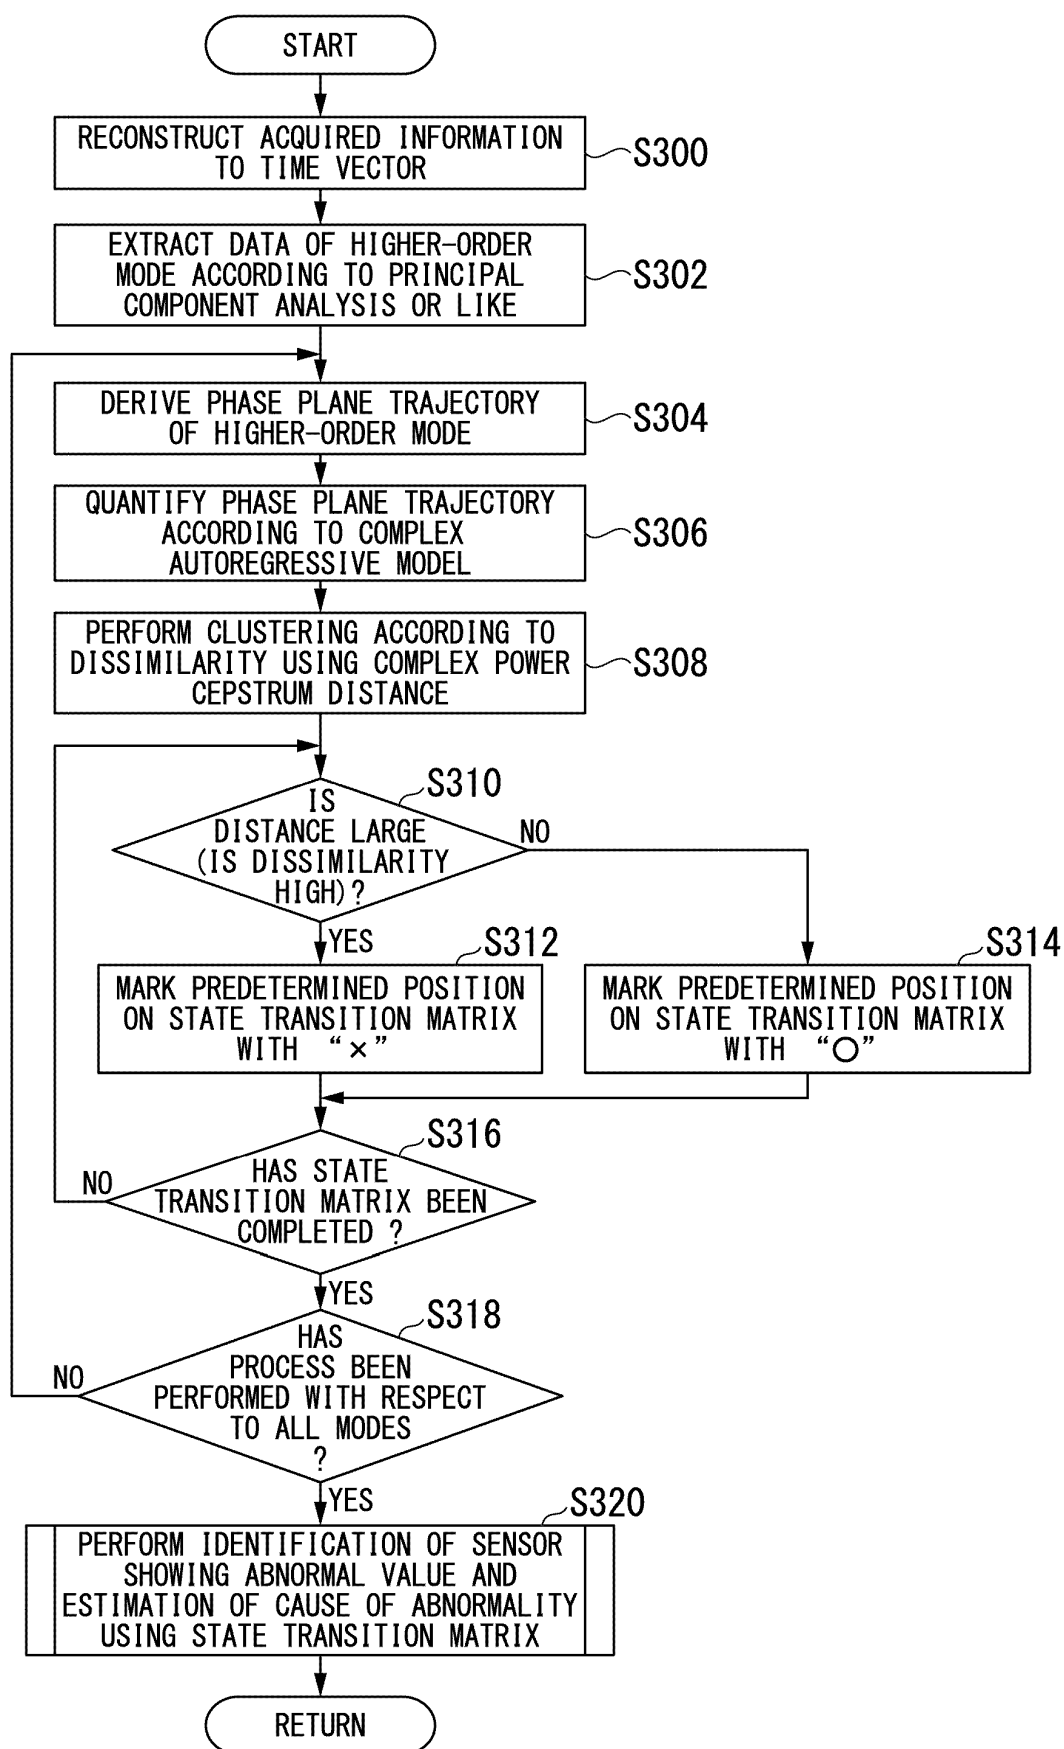 START
RECONSTRUCT ACQUIRED INFORMATION
TO TIME VECTOR
S300
EXTRACT DATA OF HIGHER-ORDER
MODE ACCORDING TO PRINCIPAL
COMPONENT ANALYSIS OR LIKE
S302
DERIVE PHASE PLANE TRAJECTORY
OF HIGHER-ORDER MODE
S304
QUANTIFY PHASE PLANE TRAJECTORY
ACCORDING TO COMPLEX
AUTOREGRESSIVE MODEL
S306
PERFORM CLUSTERING ACCORDING TO
DISSIMILARITY USING COMPLEX POWER
CEPSTRUM DISTANCE
S308
S310
IS
DISTANCE LARGE
(IS DISSIMILARITY
HIGH)?
NO
YES
S312
MARK PREDETERMINED POSITION
ON STATE TRANSITION MATRIX
WITH “×”
S314
MARK PREDETERMINED POSITION
ON STATE TRANSITION MATRIX
WITH “○”
S316
HAS STATE
TRANSITION MATRIX BEEN
COMPLETED ?
NO
YES
S318
HAS
PROCESS BEEN
PERFORMED WITH RESPECT
TO ALL MODES
?
NO
YES
S320
PERFORM IDENTIFICATION OF SENSOR
SHOWING ABNORMAL VALUE AND
ESTIMATION OF CAUSE OF ABNORMALITY
USING STATE TRANSITION MATRIX
RETURN